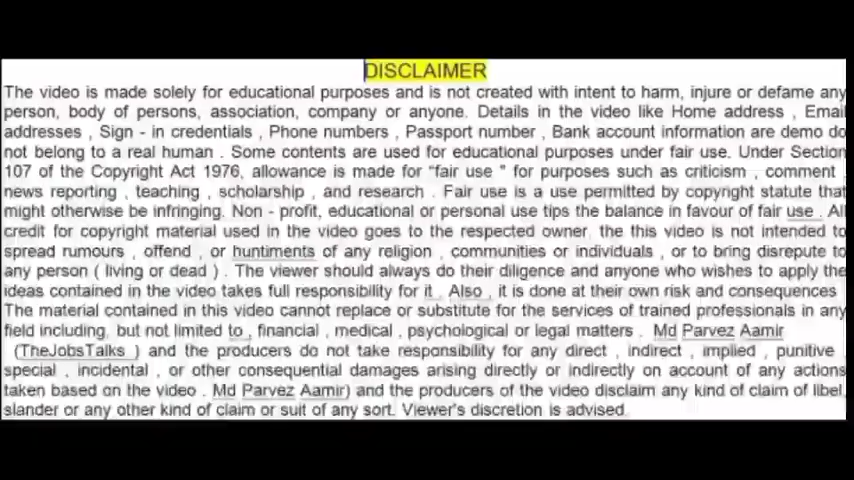 DISCLAIMER
The video is made solely for educational purposes and is not created with intent to harm, injure or defame any
person, body of persons, association, company or anyone. Details in the video like Home address , Email
addresses , Sign - in credentials , Phone numbers , Passport number , Bank account information are demo do
not belong to a real human . Some contents are used for educational purposes under fair use. Under Section
107 of the Copyright Act 1976, allowance is made for "fair use " for purposes such as criticism , comment ,
news reporting , teaching , scholarship , and research . Fair use is a use permitted by copyright statute that
might otherwise be infringing. Non - profit, educational or personal use tips the balance in favour of fair use . All
credit for copyright material used in the video goes to the respected owner. the this video is not intended to
spread rumours , offend , or huntiments of any religion , communities or individuals , or to bring disrepute to
any person ( living or dead ) . The viewer should always do their diligence and anyone who wishes to apply the
ideas contained in the video takes full responsibility for it . Also , it is done at their own risk and consequences .
The material contained in this video cannot replace or substitute for the services of trained professionals in any
field including, but not limited to , financial , medical , psychological or legal matters . Md Parvez Aamir
(TheJobsTalks ) and the producers do not take responsibility for any direct , indirect , implied , punitive ,
special , incidental , or other consequential damages arising directly or indirectly on account of any actions
taken based on the video . Md Parvez Aamir) and the producers of the video disclaim any kind of claim of libel,
slander or any other kind of claim or suit of any sort. Viewer's discretion is advised.